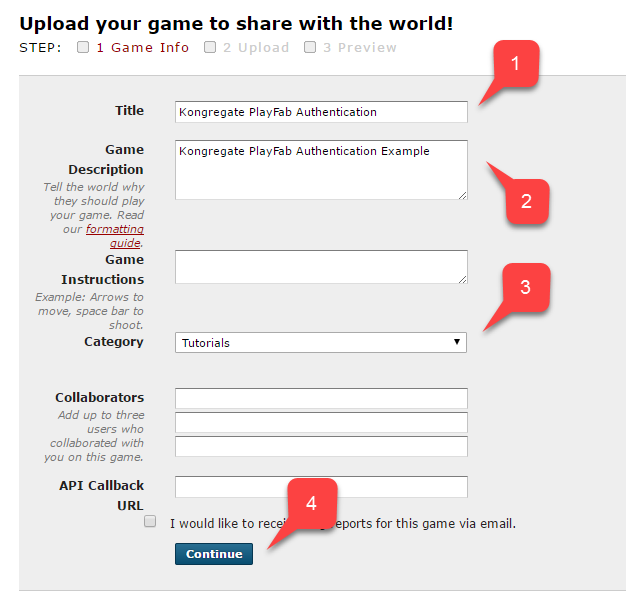 Upload your game to share with the world!
STEP: 1 Game Info 2 Upload 3 Preview
1
Title Kongregate PlayFab Authentication
Game Kongregate PlayFab Authentication Example
Description
2
Tell the world why
they should play
your game. Read
our formatting
guide.
Game
Instructions
3
Example: Arrows to
move, space bar to
shoot.
Category Tutorials
Collaborators
Add up to three
users who
collaborated with
you on this game.
API Callback
URL
4
I would like to reports for this game via email.
Continue